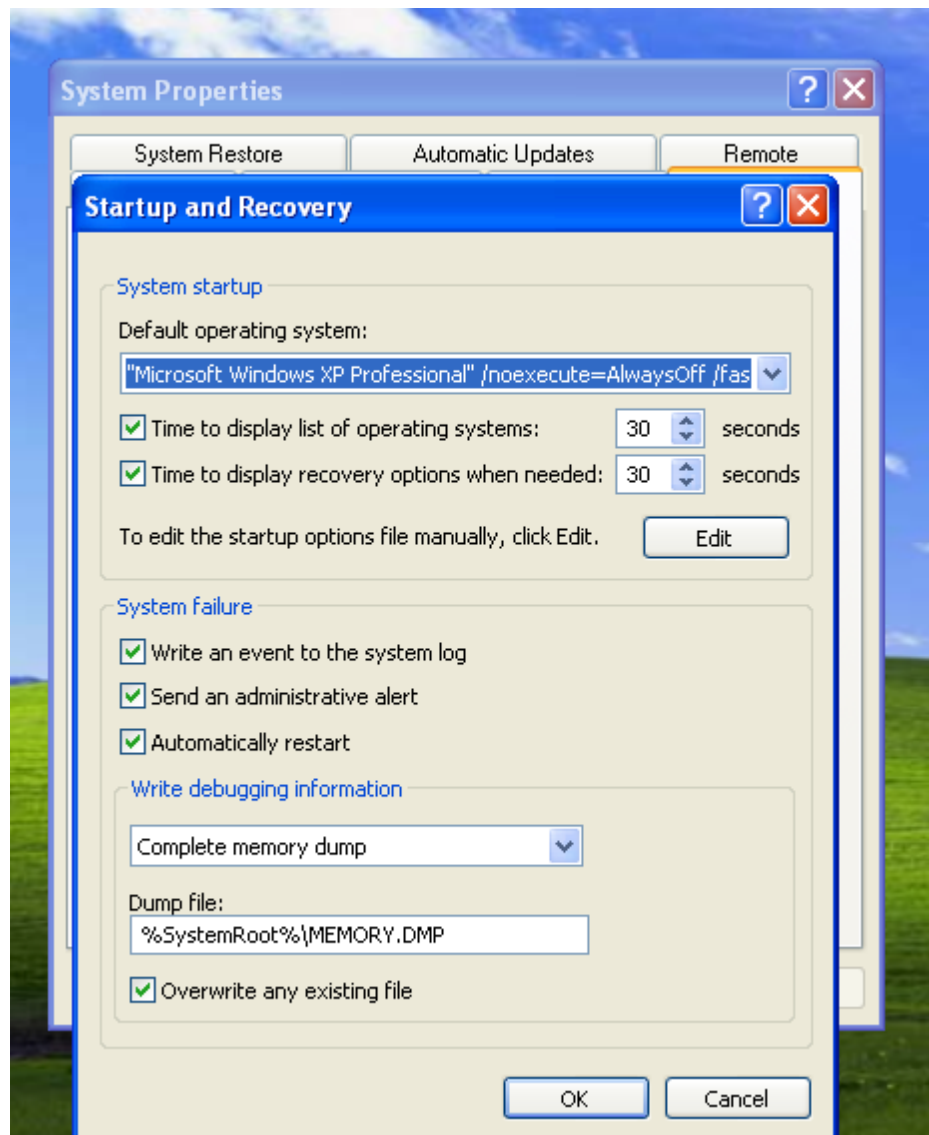 System Properties
System Restore Automatic Updates Remote
Startup and Recovery
System startup
Default operating system:
"Microsoft Windows XP Professional" /noexecute=AlwaysOff /fas
Time to display list of operating systems: 30 seconds
Time to display recovery options when needed: 30 seconds
To edit the startup options file manually, click Edit. Edit
System failure
Write an event to the system log
Send an administrative alert
Automatically restart
Write debugging information
Complete memory dump
Dump file:
%SystemRoot%\MEMORY.DMP
Overwrite any existing file
OK Cancel